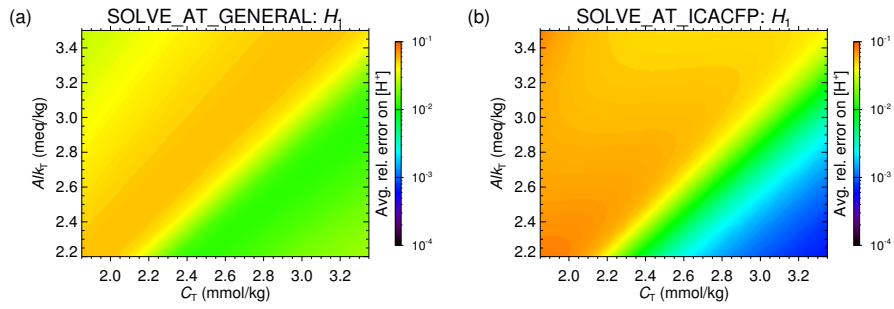 (a) SOLVE_AT_GENERAL: H₁
3.4
3.2
3.0
2.8
2.6
2.4
2.2
Alk_T (meq/kg)
2.0 2.2 2.4 2.6 2.8 3.0 3.2
C_T (mmol/kg)
10⁻¹
10⁻²
10⁻³
10⁻⁴
Avg. rel. error on [H⁺]
(b) SOLVE_AT_ICACFP: H₁
3.4
3.2
3.0
2.8
2.6
2.4
2.2
Alk_T (meq/kg)
2.0 2.2 2.4 2.6 2.8 3.0 3.2
C_T (mmol/kg)
10⁻¹
10⁻²
10⁻³
10⁻⁴
Avg. rel. error on [H⁺]